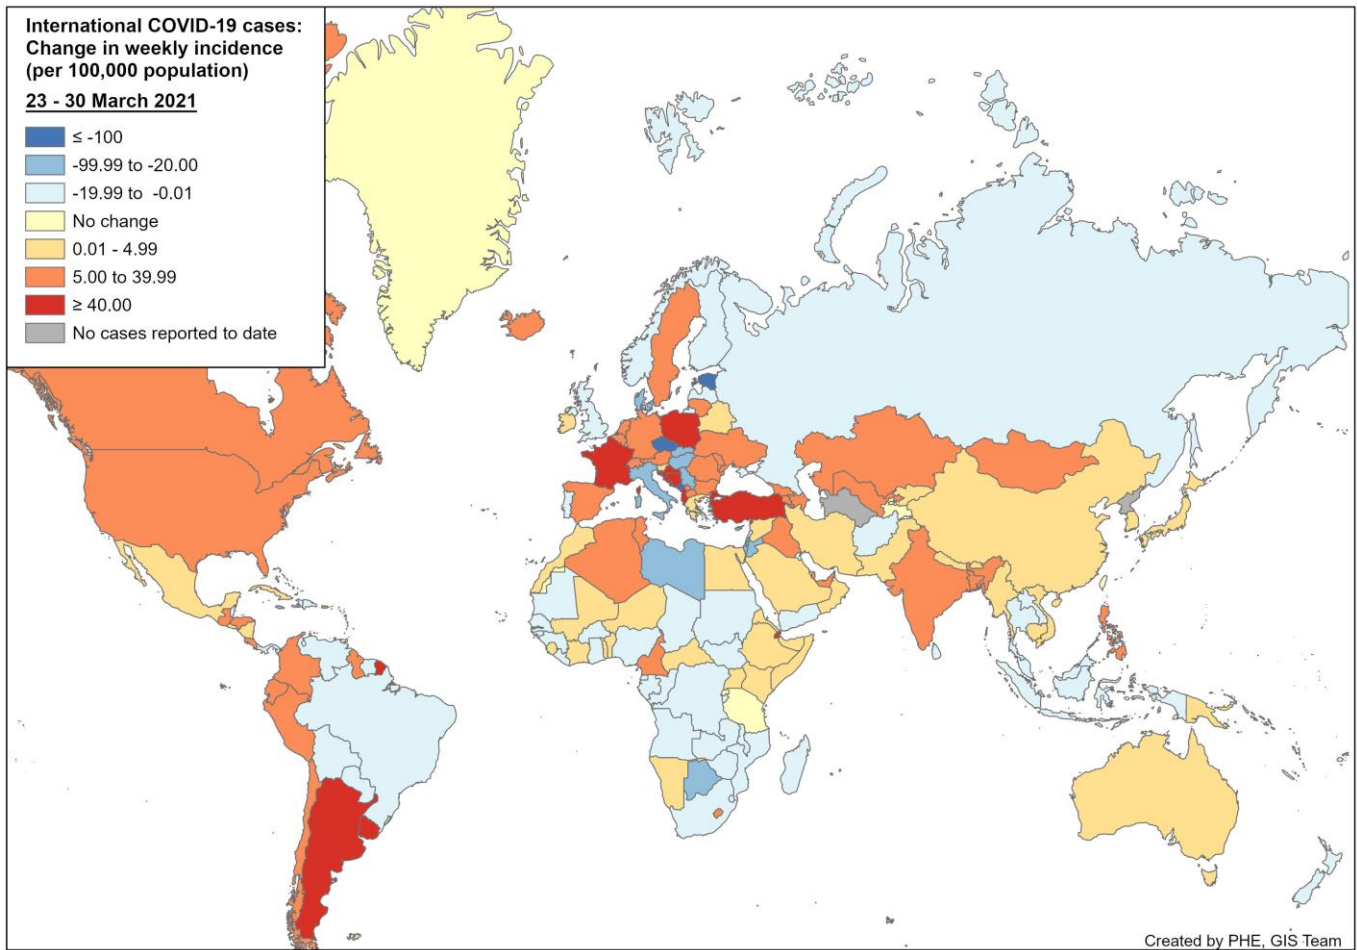 International COVID-19 cases:
Change in weekly incidence
(per 100,000 population)
23 - 30 March 2021
≤ -100
-99.99 to -20.00
-19.99 to -0.01
No change
0.01 - 4.99
5.00 to 39.99
≥ 40.00
No cases reported to date
Created by PHE, GIS Team